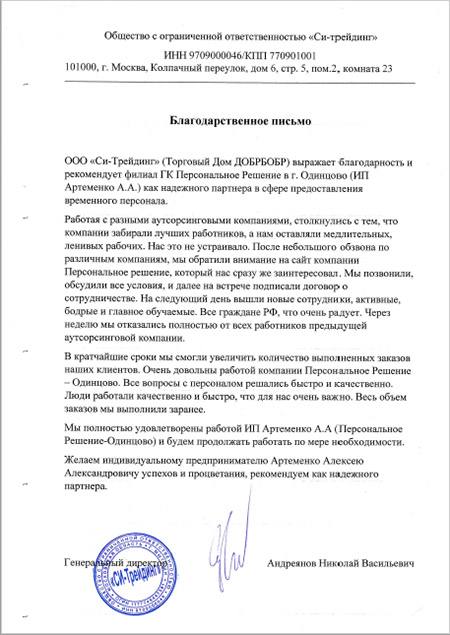 Общество с ограниченной ответственностью «Си-трейдинг»
ИНН 9709000046/КПП 770901001
101000, г. Москва, Колпачный переулок, дом 6, стр. 5, пом.2, комната 23
Благодарственное письмо
ООО «Си-Трейдинг» (Торговый Дом ДОБРБОБР) выражает благодарность и
рекомендует филиал ГК Персональное Решение в г. Одинцово (ИП
Артеменко А.А.) как надежного партнера в сфере предоставления
временного персонала.
Работая с разными аутсорсинговыми компаниями, столкнулись с тем, что
компании забирали лучших работников, а нам оставляли медлительных,
ленивых рабочих. Нас это не устраивало. После небольшого обзвона по
различным компаниям, мы обратили внимание на сайт компании
Персональное решение, который нас сразу же заинтересовал. Мы позвонили,
обсудили все условия, и далее на встрече подписали договор о
сотрудничестве. На следующий день вышли новые сотрудники, активные,
бодрые и главное обучаемые. Все граждане РФ, что очень радует. Через
неделю мы отказались полностью от всех работников предыдущей
аутсорсинговой компании.
В кратчайшие сроки мы смогли увеличить количество выполненных заказов
наших клиентов. Очень довольны работой компании Персональное Решение
– Одинцово. Все вопросы с персоналом решались быстро и качественно.
Люди работали качественно и быстро, что для нас очень важно. Весь объем
заказов мы выполнили заранее.
Мы полностью удовлетворены работой ИП Артеменко А.А (Персональное
Решение-Одинцово) и будем продолжать работать по мере необходимости.
Желаем индивидуальному предпринимателю Артеменко Алексею
Александровичу успехов и процветания, рекомендуем как надежного
партнера.
Генеральный директор Андреянов Николай Васильевич
«СИ-Трейдинг»